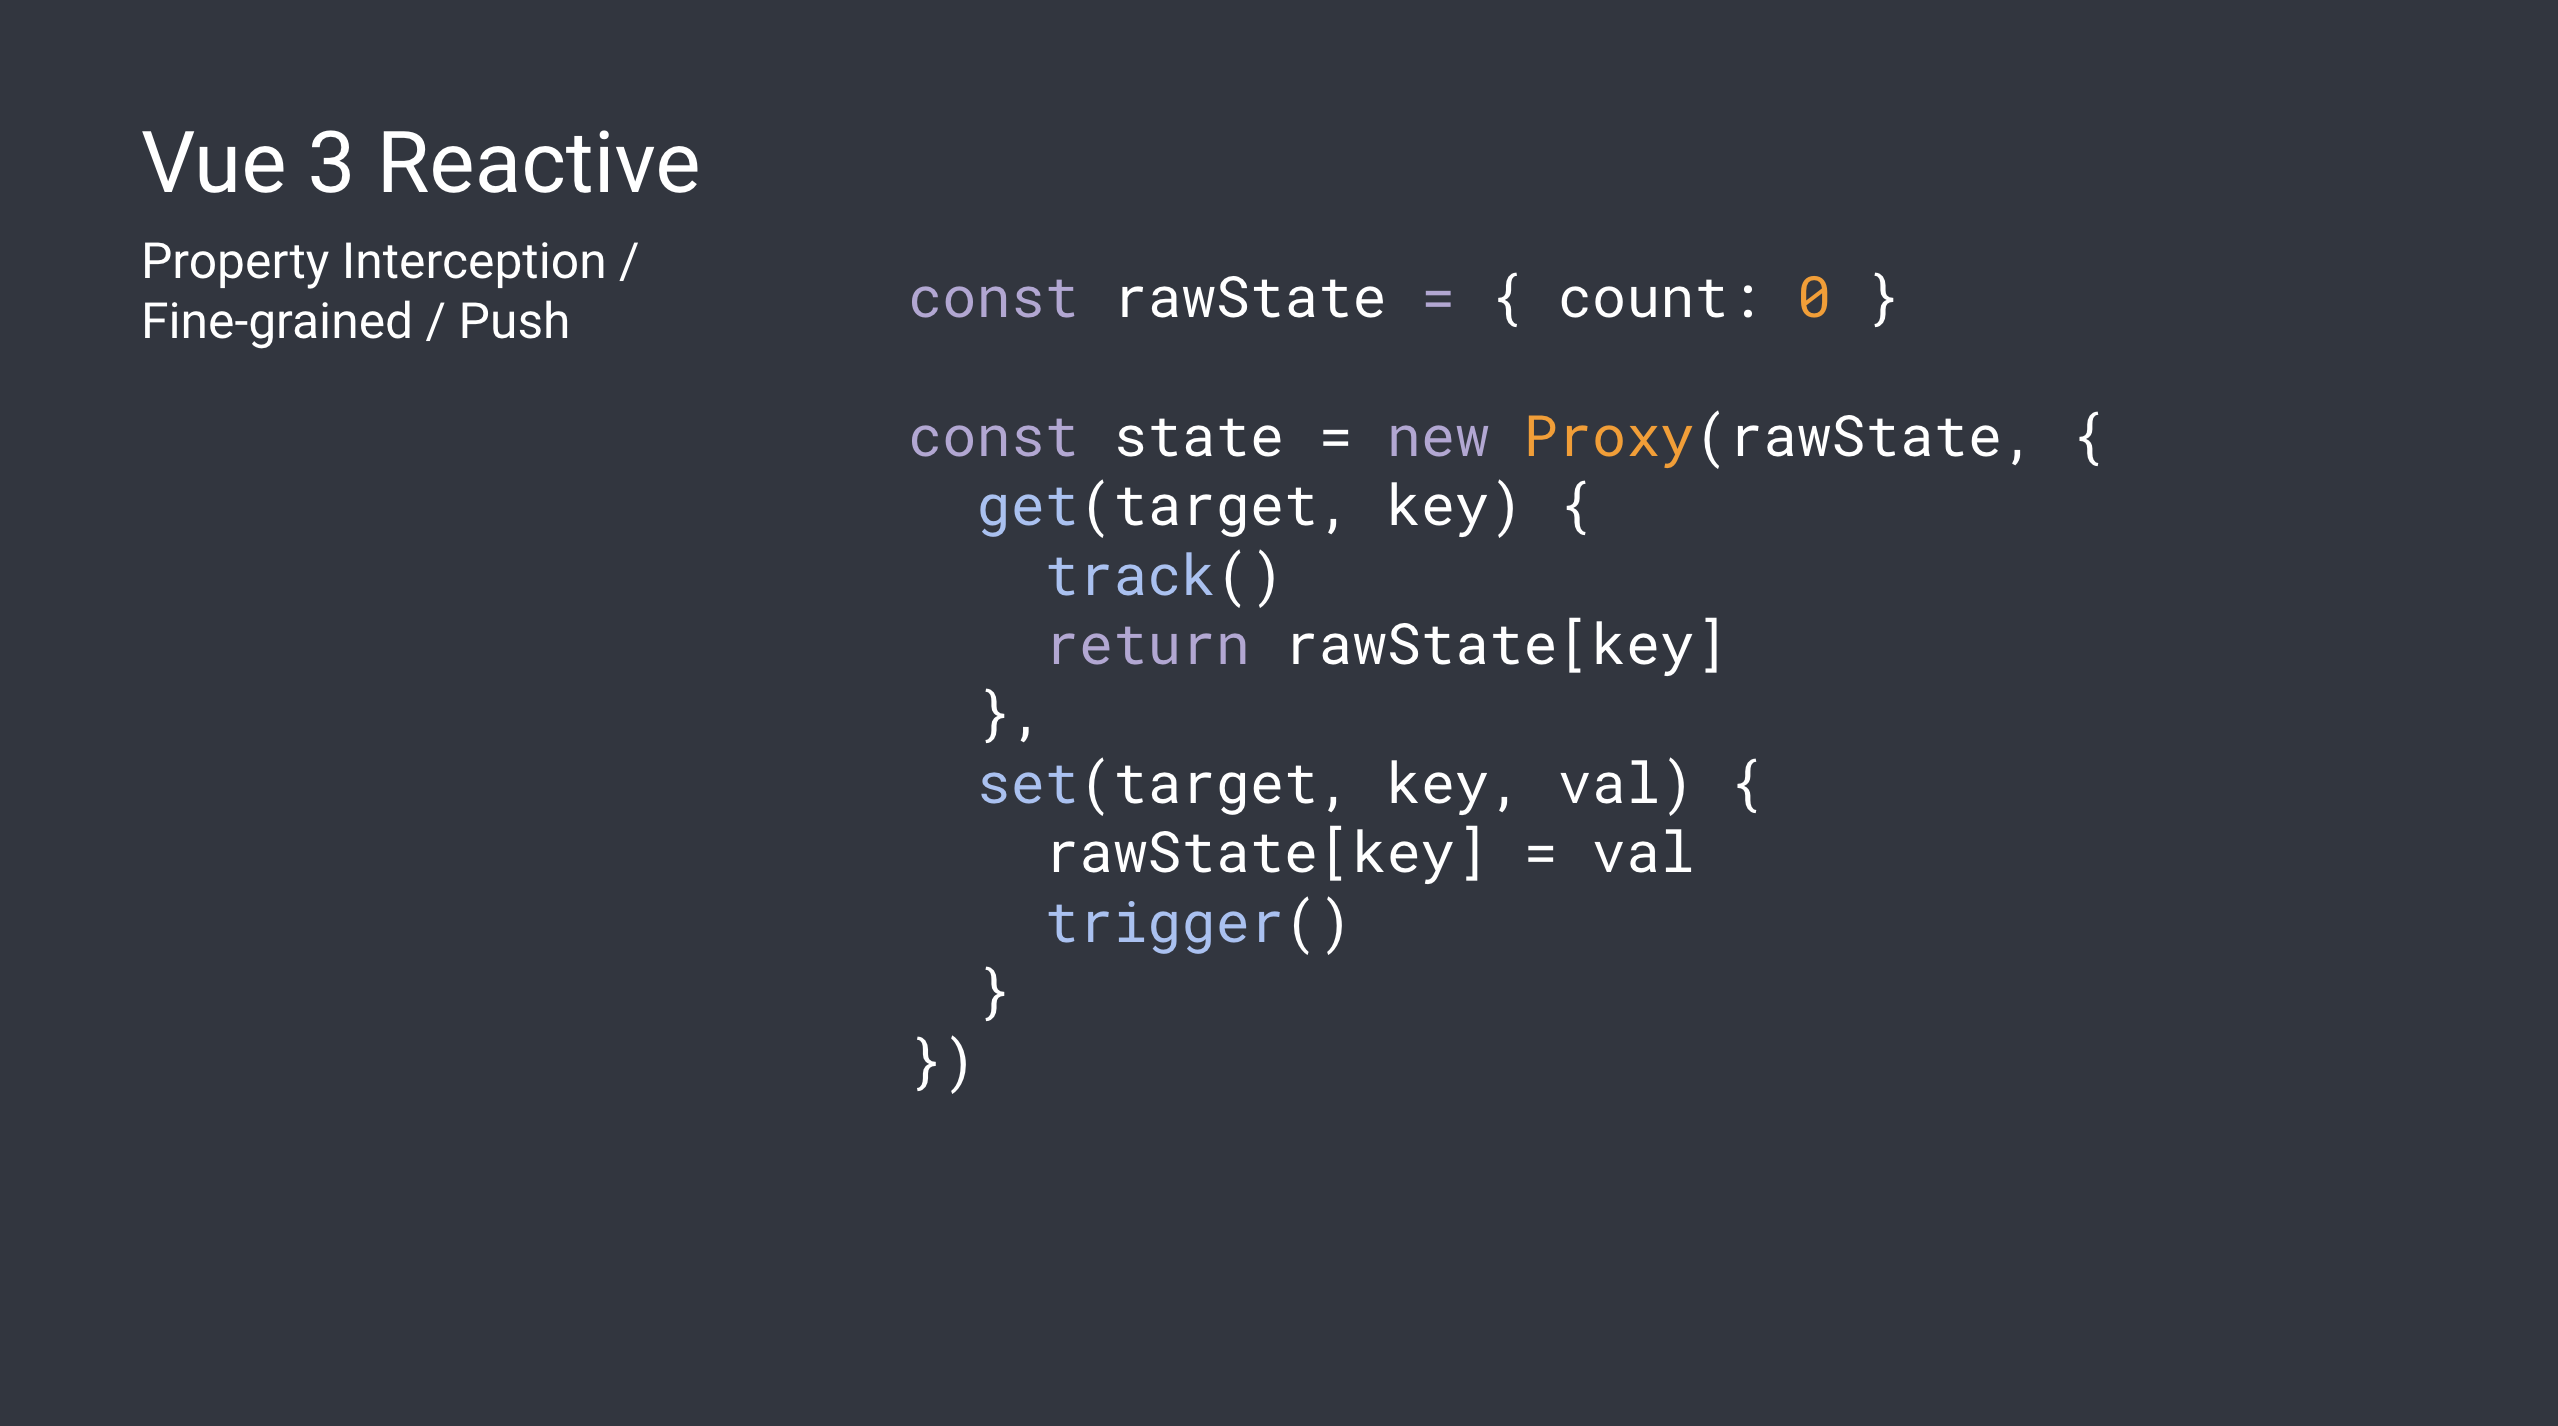 Vue 3 Reactive
Property Interception /
Fine-grained / Push
const rawState = { count: 0 }
const state = new Proxy(rawState, {
  get(target, key) {
    track()
    return rawState[key]
  },
  set(target, key, val) {
    rawState[key] = val
    trigger()
  }
})